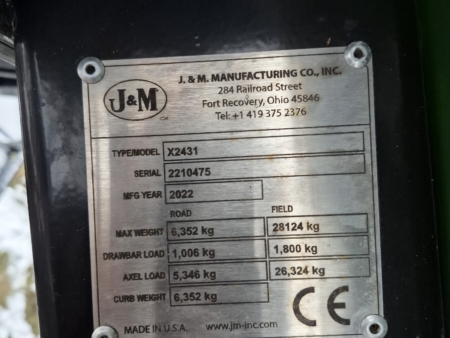 J&M
J. & M. MANUFACTURING CO., INC.
284 Railroad Street
Fort Recovery, Ohio 45846
Tel: +1 419 375 2376
TYPE/MODEL X2431
SERIAL 2210475
MFG YEAR 2022
ROAD FIELD
MAX WEIGHT 6,352 kg 28124 kg
DRAWBAR LOAD 1,006 kg 1,800 kg
AXEL LOAD 5,346 kg 26,324 kg
CURB WEIGHT 6,352 kg
CE
MADE IN U.S.A. www.jm-inc.com